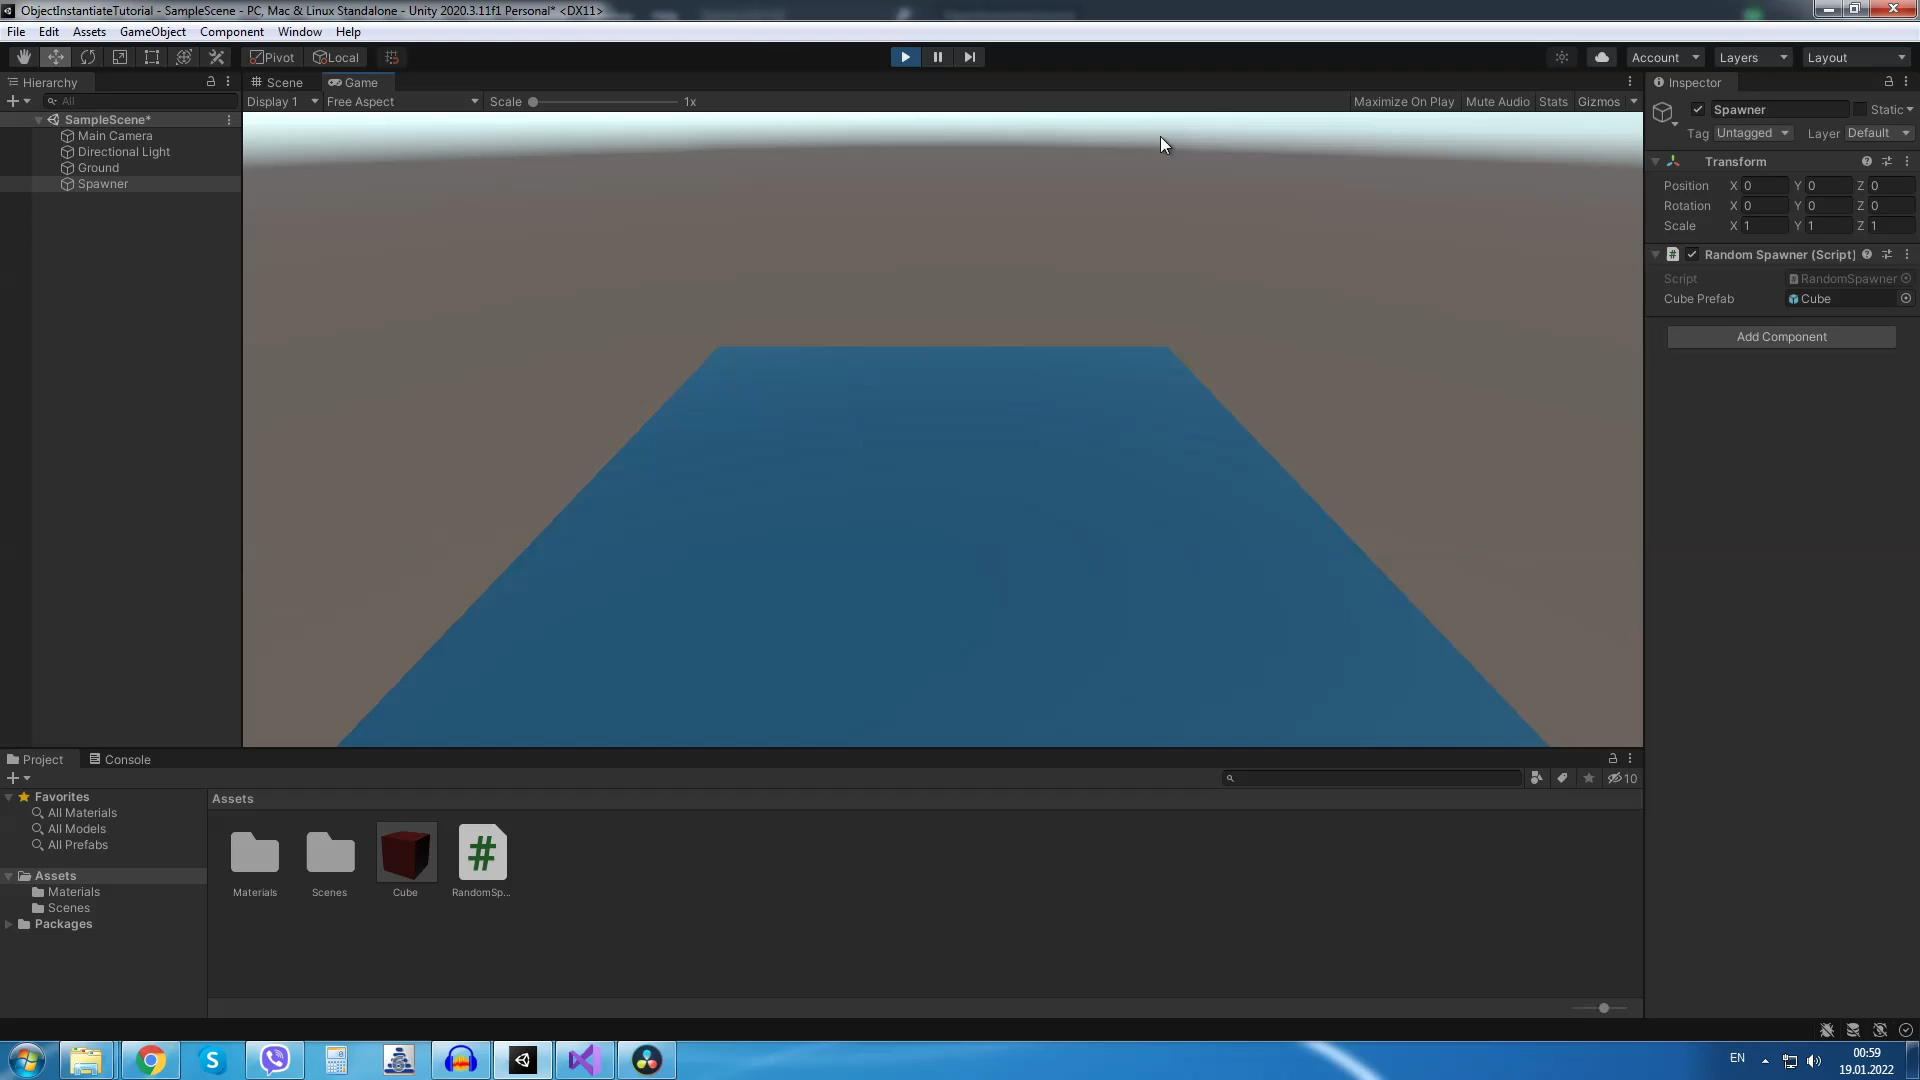 ObjectInstantiateTutorial - SampleScene - PC, Mac & Linux Standalone - Unity 2020.3.11f1 Personal* <DX11>
File Edit Assets GameObject Component Window Help
Pivot Local Account Layers Layout
Hierarchy
All
SampleScene*
Main Camera
Directional Light
Ground
Spawner
Scene Game
Display 1 Free Aspect Scale 1x Maximize On Play Mute Audio Stats Gizmos
Inspector
Spawner Static
Tag Untagged Layer Default
Transform
Position X 0 Y 0 Z 0
Rotation X 0 Y 0 Z 0
Scale X 1 Y 1 Z 1
# Random Spawner (Script)
Script RandomSpawner
Cube Prefab Cube
Add Component
Project Console
10
Favorites
All Materials
All Models
All Prefabs
Assets
Materials
Scenes
Packages
Assets
Materials Scenes Cube RandomSp...
EN 00:59
19.01.2022